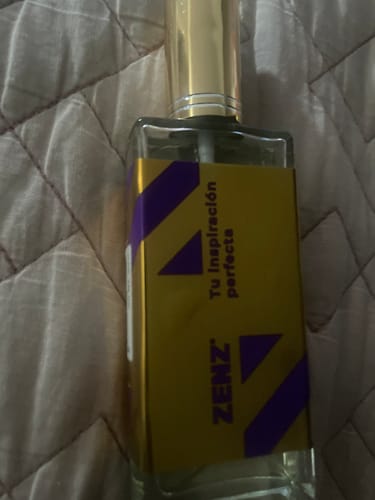 Tu Inspiración
perfecta
ZENZ®